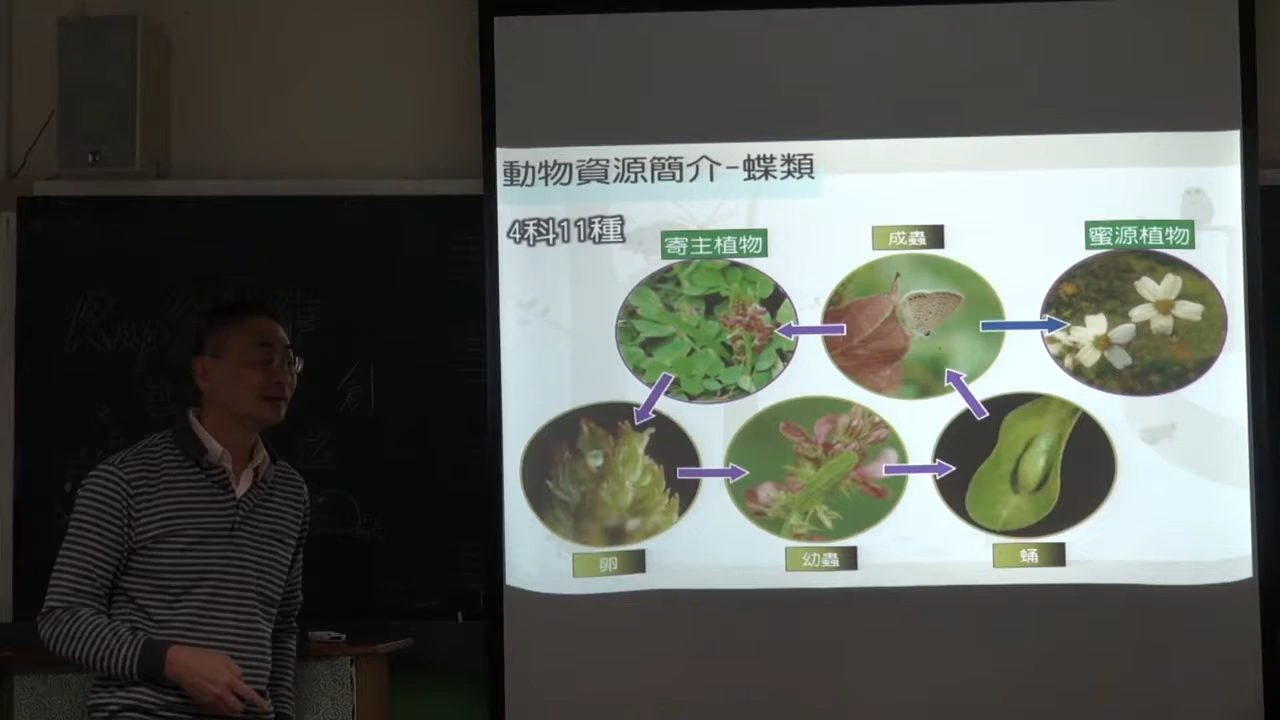 動物資源簡介-蝶類
4科11種
寄主植物
成蟲
蜜源植物
卵
幼蟲
蛹